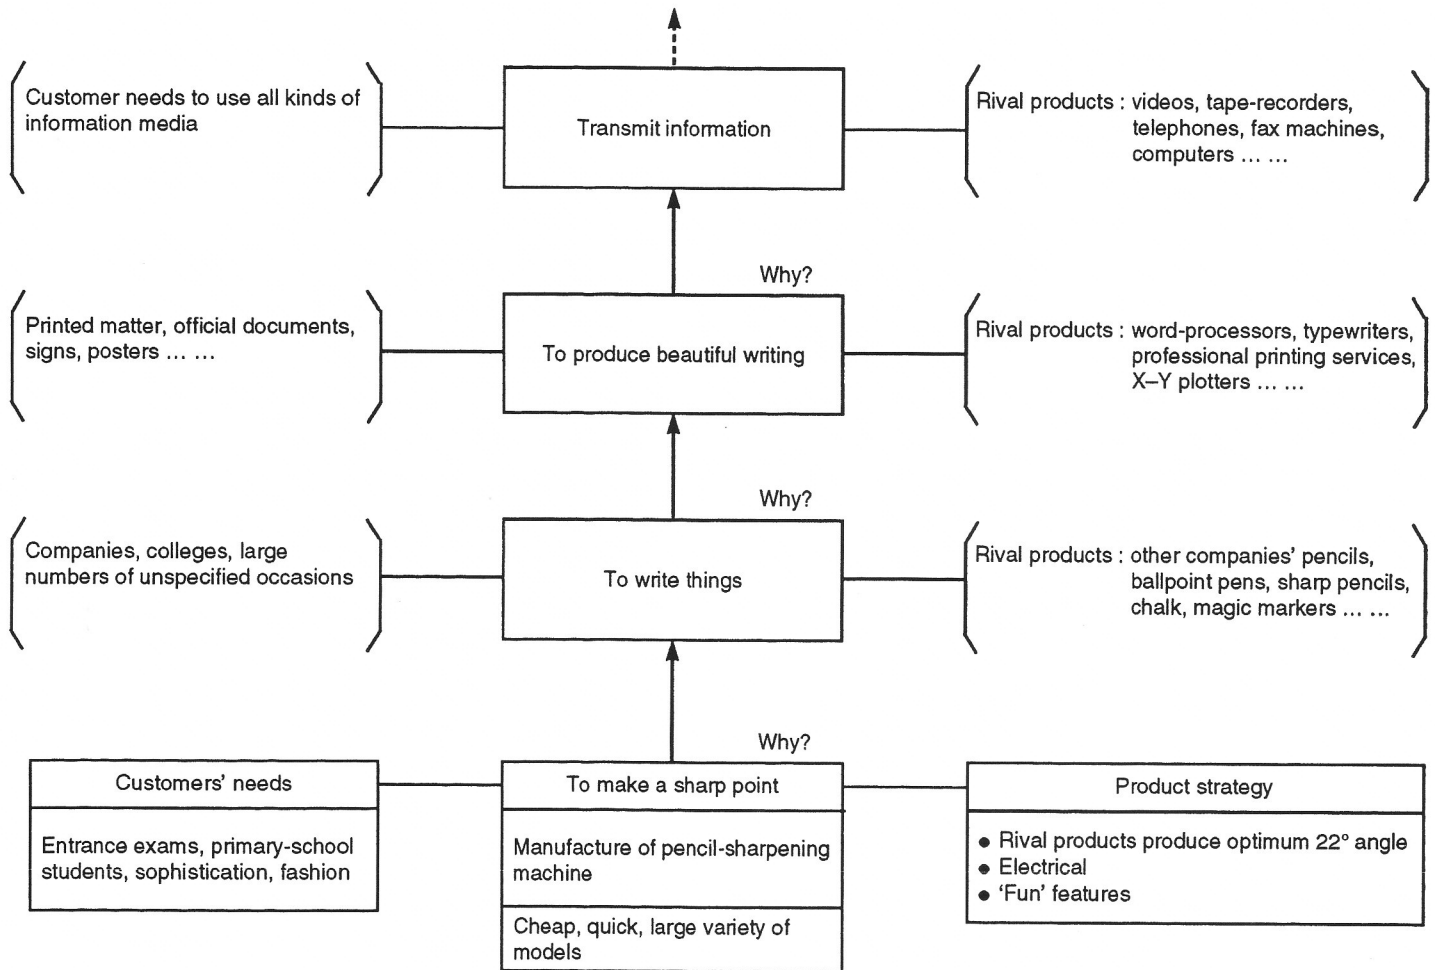 Customer needs to use all kinds of
information media
Transmit information
Rival products : videos, tape-recorders,
telephones, fax machines,
computers ... ...
Why?
Printed matter, official documents,
signs, posters ... ...
To produce beautiful writing
Rival products : word-processors, typewriters,
professional printing services,
X–Y plotters ... ...
Why?
Companies, colleges, large
numbers of unspecified occasions
To write things
Rival products : other companies’ pencils,
ballpoint pens, sharp pencils,
chalk, magic markers ... ...
Why?
Customers’ needs
Entrance exams, primary-school
students, sophistication, fashion
To make a sharp point
Manufacture of pencil-sharpening
machine
Cheap, quick, large variety of
models
Product strategy
● Rival products produce optimum 22° angle
● Electrical
● ‘Fun’ features